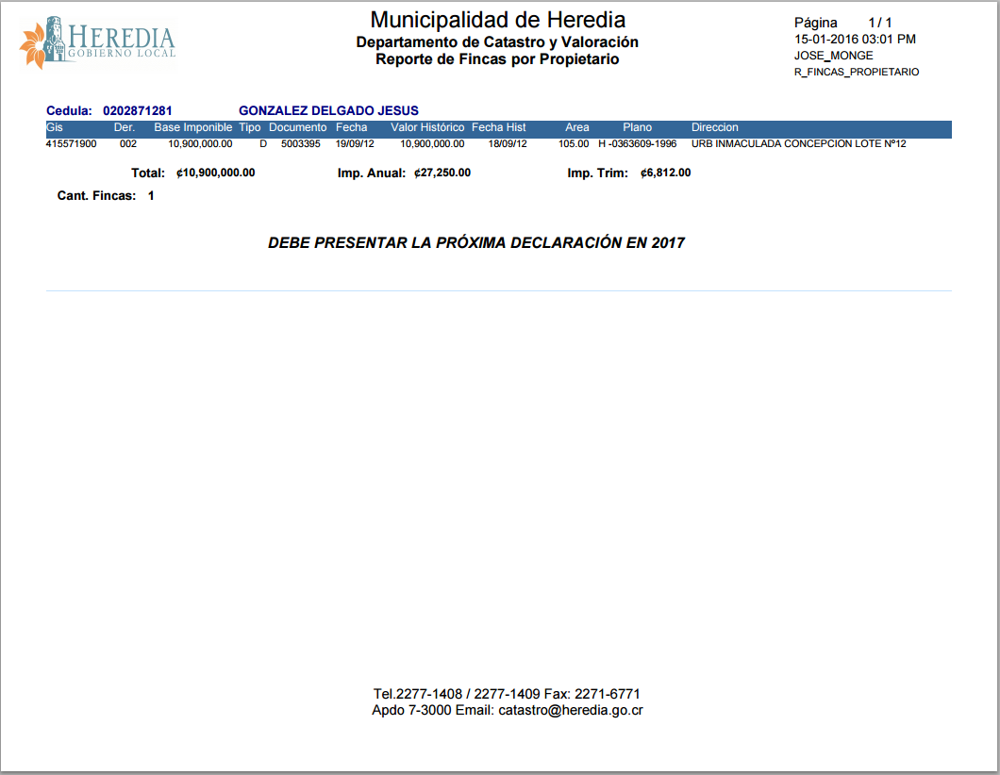 HEREDIA
GOBIERNO LOCAL
Municipalidad de Heredia
Departamento de Catastro y Valoración
Reporte de Fincas por Propietario
Página 1 / 1
15-01-2016 03:01 PM
JOSE_MONGE
R_FINCAS_PROPIETARIO
Cedula: 0202871281 GONZALEZ DELGADO JESUS
Gis Der. Base Imponible Tipo Documento Fecha Valor Histórico Fecha Hist Area Plano Direccion
415571900 002 10,900,000.00 D 5003395 19/09/12 10,900,000.00 18/09/12 105.00 H -0363609-1996 URB INMACULADA CONCEPCION LOTE Nº12
Total: ¢10,900,000.00 Imp. Anual: ¢27,250.00 Imp. Trim: ¢6,812.00
Cant. Fincas: 1
DEBE PRESENTAR LA PRÓXIMA DECLARACIÓN EN 2017
Tel.2277-1408 / 2277-1409 Fax: 2271-6771
Apdo 7-3000 Email: catastro@heredia.go.cr